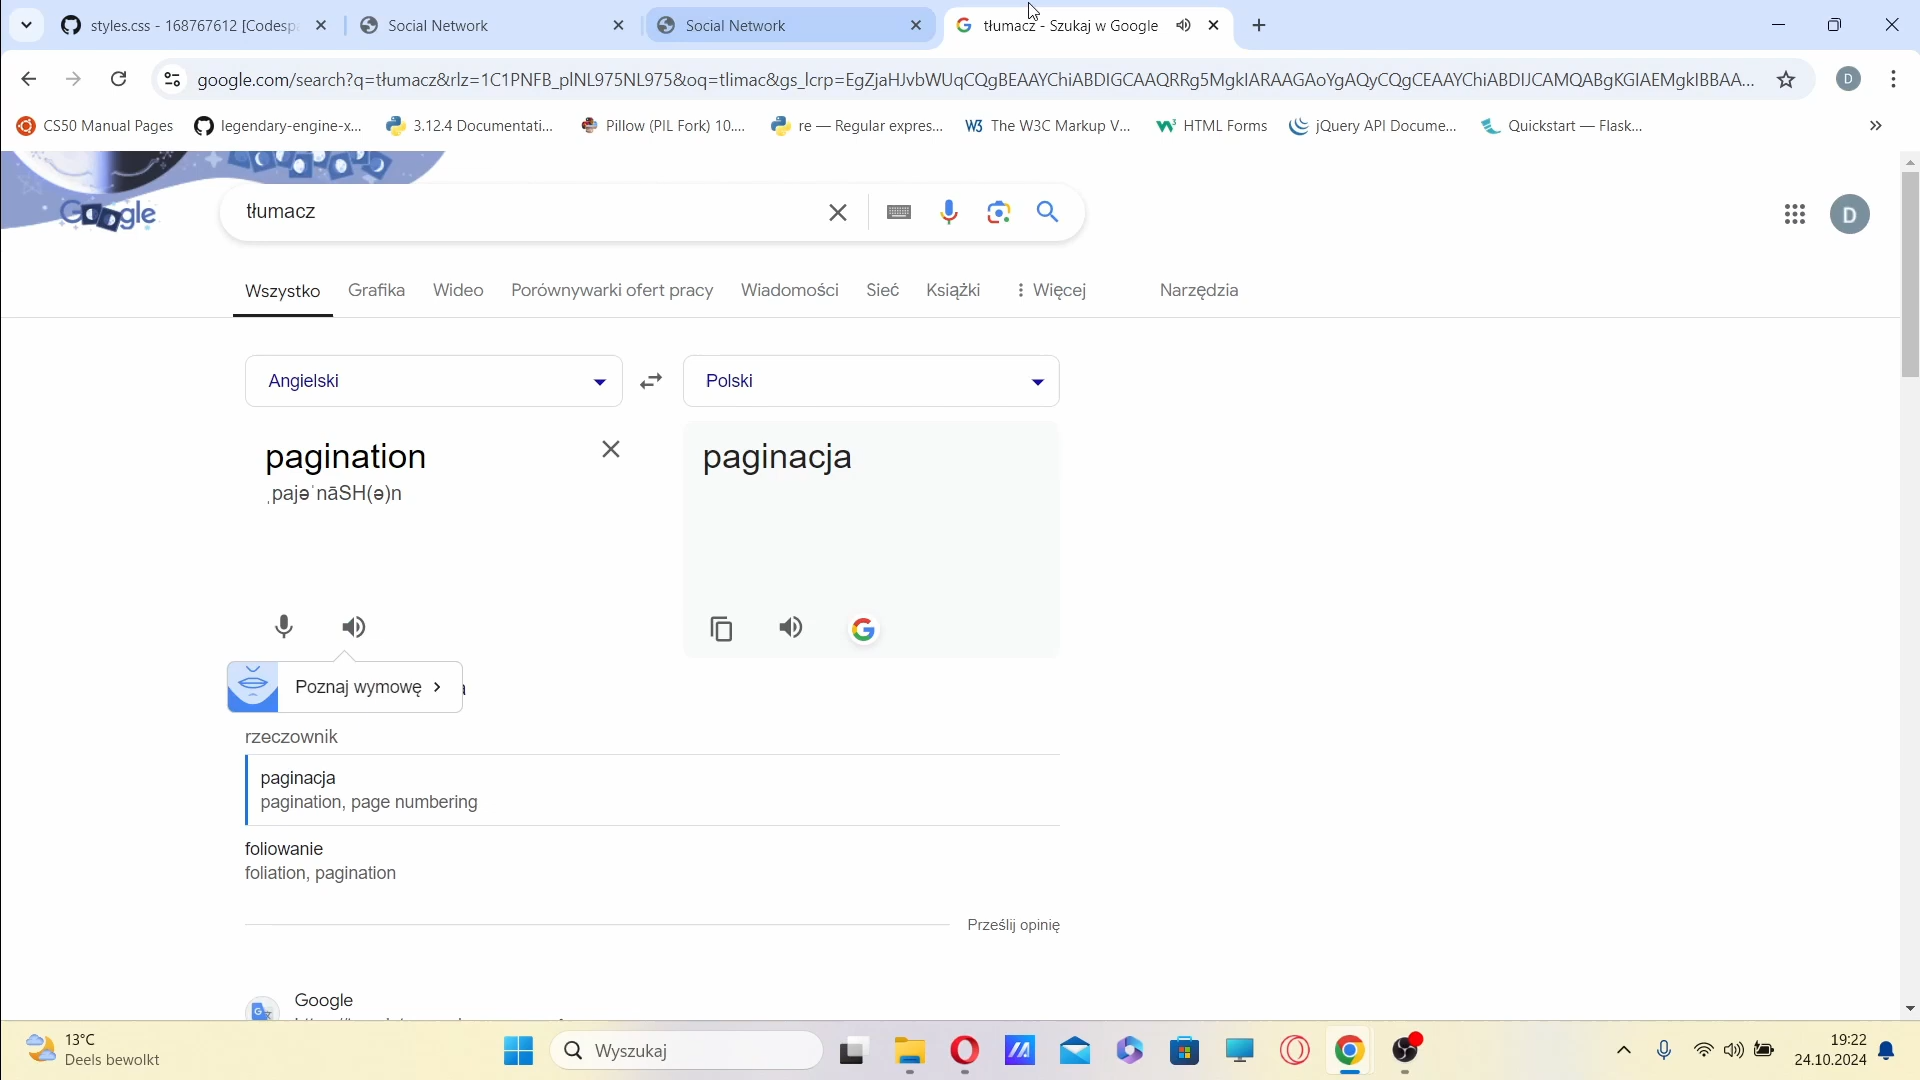 styles.css - 168767612 [Codesp
Social Network
Social Network
tłumacz - Szukaj w Google
google.com/search?q=tłumacz&rlz=1C1PNFB_plNL975NL975&oq=tlimac&gs_lcrp=EgZjaHJvbWUqCQgBEAAYChiABDIGCAAQRRg5MgkIARAAGAoYgAQyCQgCEAAYChiABDIJCAMQABgKGIAEMgkIBBAA...
D
CS50 Manual Pages
legendary-engine-x...
3.12.4 Documentati...
Pillow (PIL Fork) 10....
re — Regular expres...
The W3C Markup V...
HTML Forms
jQuery API Docume...
Quickstart — Flask...
Google
tłumacz
D
Wszystko
Grafika
Wideo
Porównywarki ofert pracy
Wiadomości
Sieć
Książki
Więcej
Narzędzia
Angielski
Polski
pagination
ˌpajəˈnāSH(ə)n
paginacja
Poznaj wymowę
rzeczownik
paginacja
pagination, page numbering
foliowanie
foliation, pagination
Prześlij opinię
Google
13°C
Deels bewolkt
Wyszukaj
19:22
24.10.2024